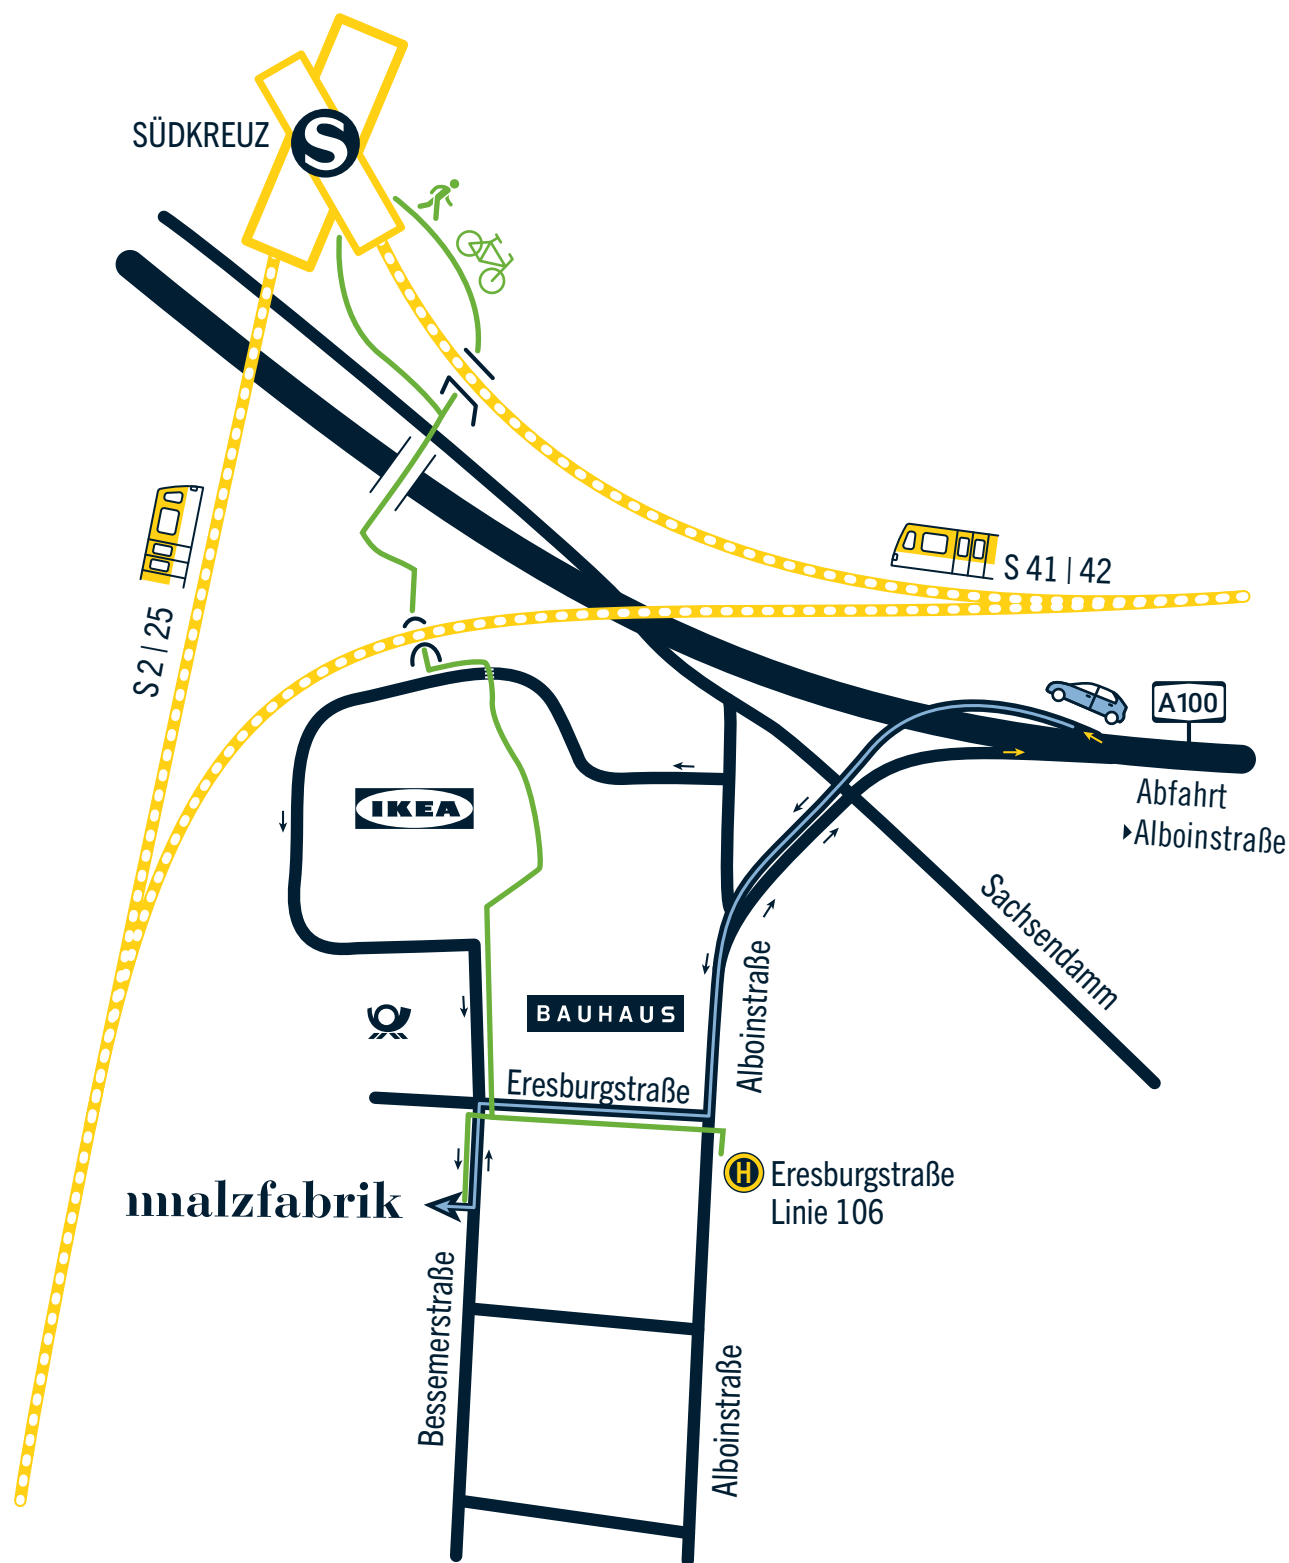 SÜDKREUZ
S
S 41 | 42
S 2 | 25
A100
Abfahrt
Alboinstraße
IKEA
Sachsendamm
Alboinstraße
BAUHAUS
Eresburgstraße
H
Eresburgstraße
Linie 106
malzfabrik
Bessemerstraße
Alboinstraße